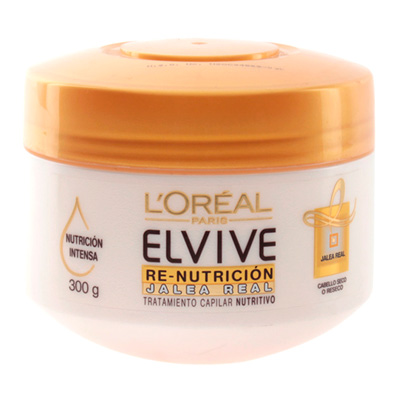 L'ORÉAL
PARIS
ELVIVE
RE-NUTRICIÓN
JALEA REAL
TRATAMIENTO CAPILAR NUTRITIVO
NUTRICIÓN
INTENSA
300 g
JALEA REAL
CABELLO SECO
O RESECO